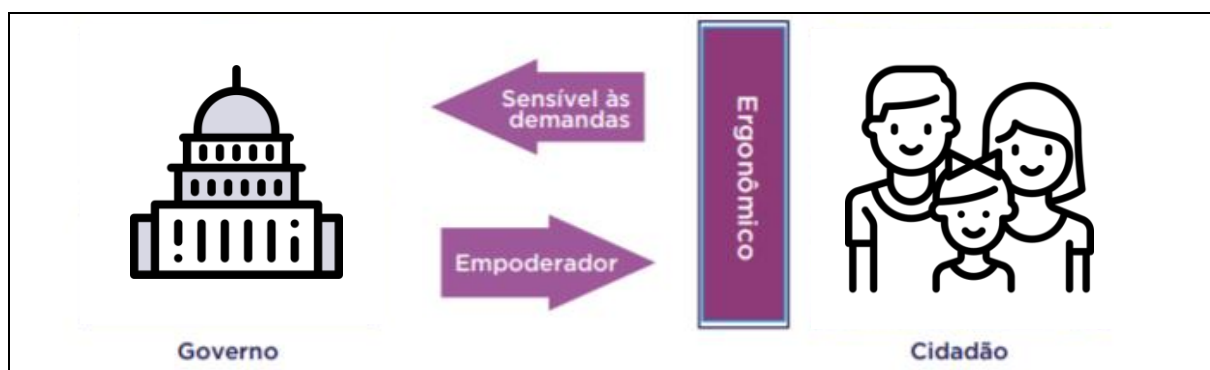 Sensível às
demandas
Empoderador
Ergonômico
Governo
Cidadão